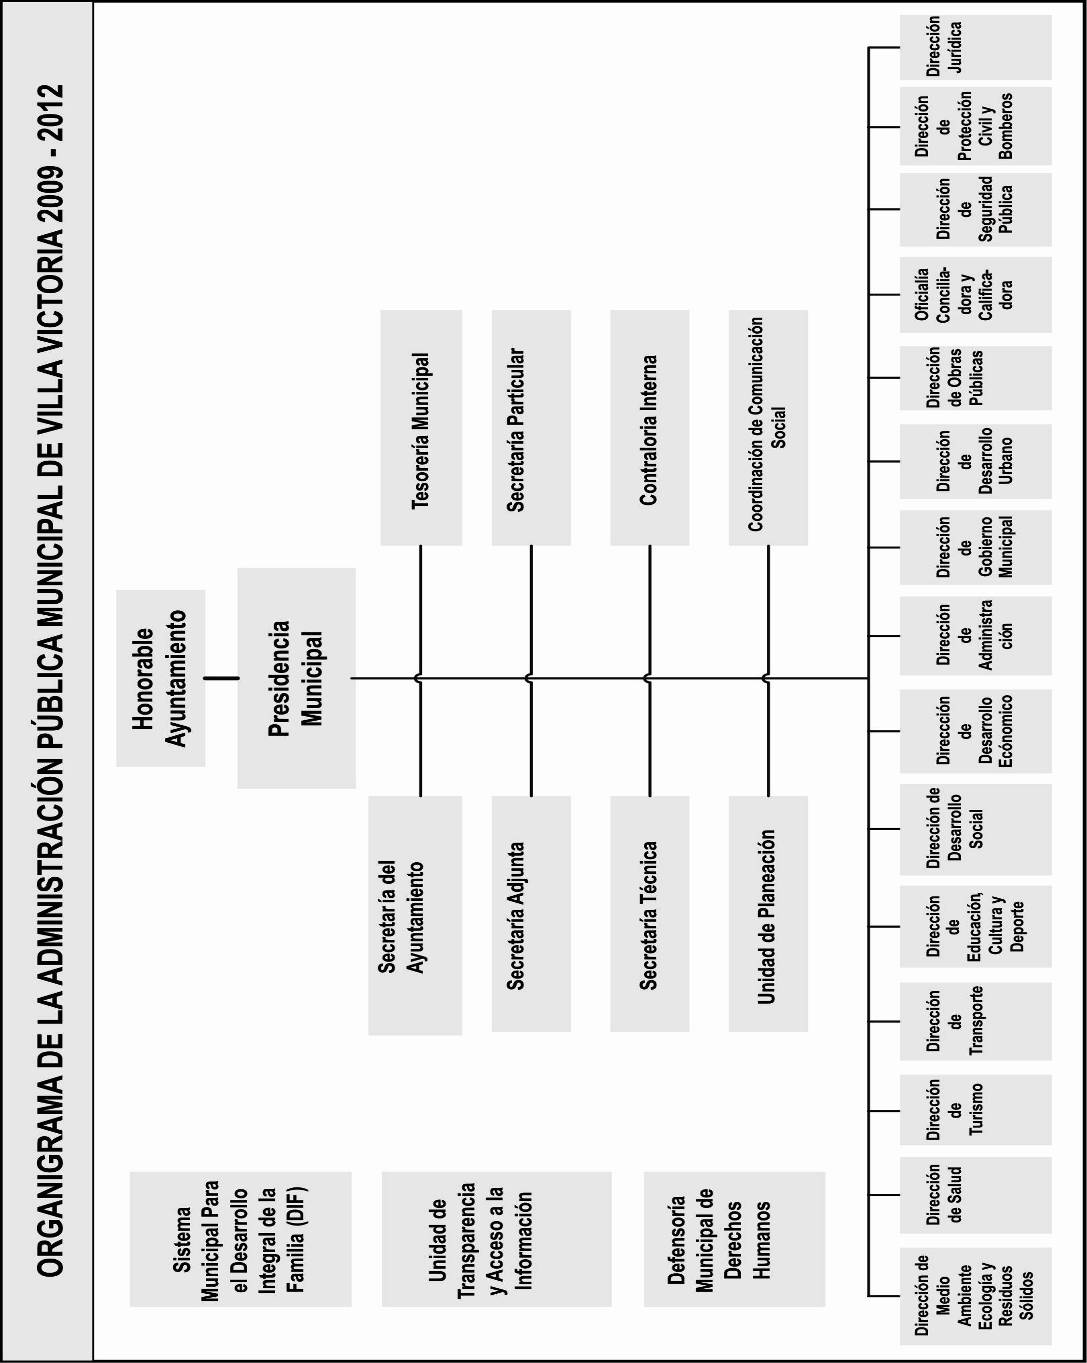 ORGANIGRAMA DE LA ADMINISTRACIÓN PÚBLICA MUNICIPAL DE VILLA VICTORIA 2009 - 2012
Honorable
Ayuntamiento
Presidencia
Municipal
Sistema
Municipal Para
el Desarrollo
Integral de la
Familia (DIF)
Unidad de
Transparencia
y Acceso a la
Información
Defensoría
Municipal de
Derechos
Humanos
Secretaría del
Ayuntamiento
Tesorería Municipal
Secretaría Adjunta
Secretaría Particular
Secretaría Técnica
Contraloria Interna
Unidad de Planeación
Coordinación de Comunicación
Social
Dirección de
Medio
Ambiente
Ecología y
Residuos
Sólidos
Dirección
de Salud
Dirección
de
Turismo
Dirección
de
Transporte
Dirección
de
Educación,
Cultura y
Deporte
Dirección de
Desarrollo
Social
Direccción
de
Desarrollo
Ecónomico
Dirección
de
Administra
ción
Dirección
de
Gobierno
Municipal
Dirección
de
Desarrollo
Urbano
Dirección
de Obras
Públicas
Oficialía
Concilia-
dora y
Califica-
dora
Dirección
de
Seguridad
Pública
Dirección
de
Protección
Civil y
Bomberos
Dirección
Jurídica